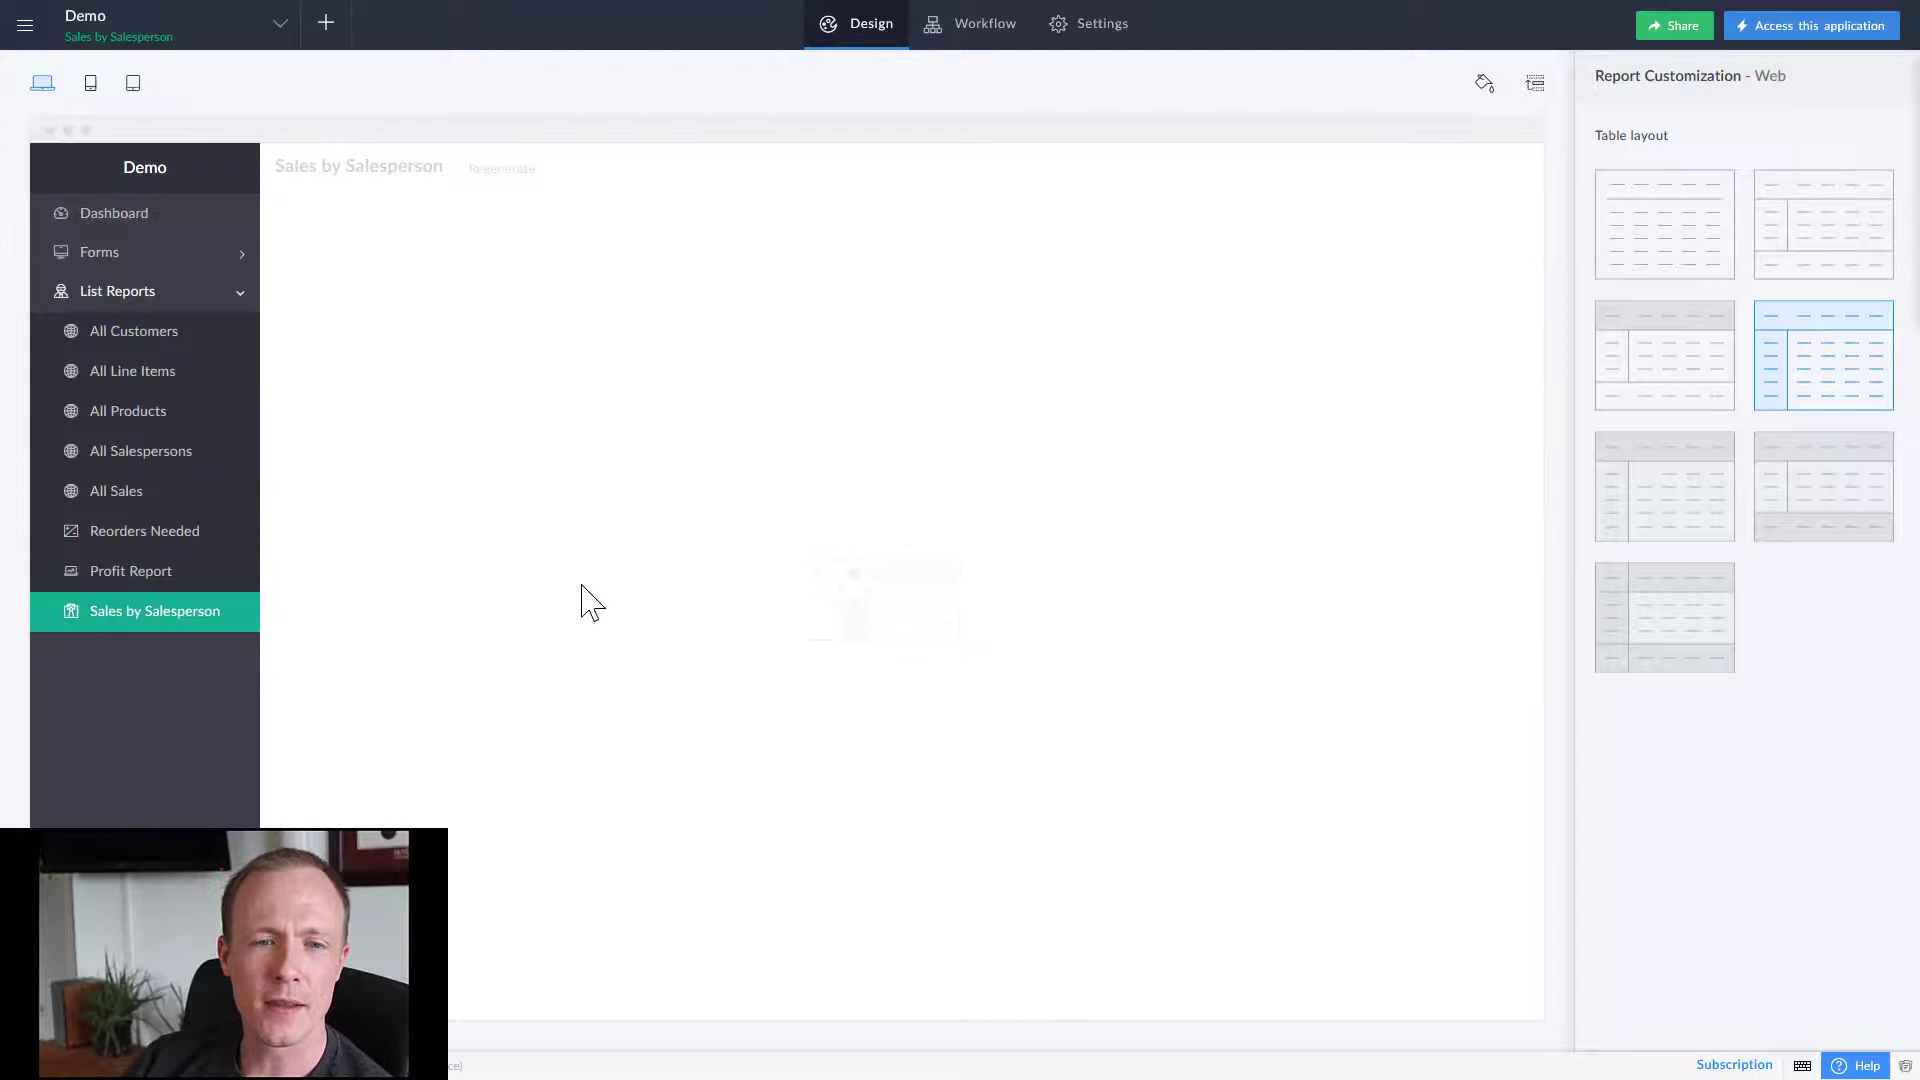 Demo
Sales by Salesperson
Design
Workflow
Settings
Share
Access this application
Report Customization - Web
Table layout
Demo
Sales by Salesperson
Regenerate
Dashboard
Forms
List Reports
All Customers
All Line Items
All Products
All Salespersons
All Sales
Reorders Needed
Profit Report
Sales by Salesperson
ce)
Subscription
Help